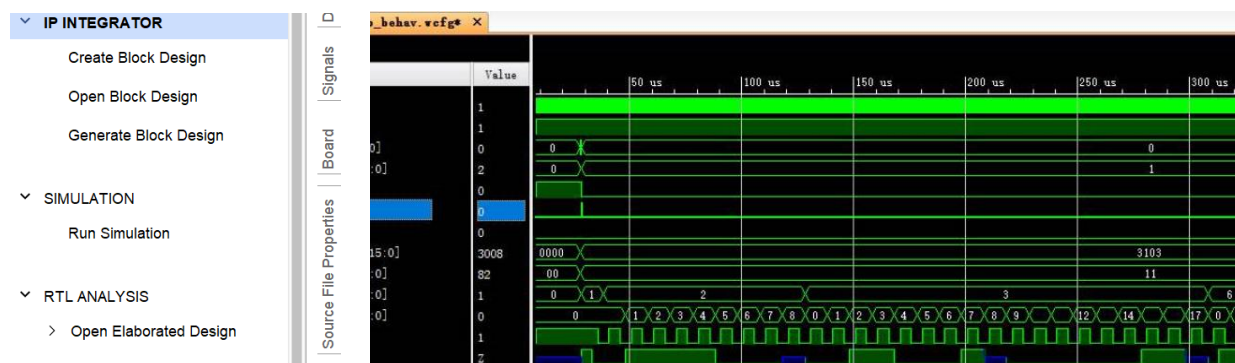 IP INTEGRATOR
Create Block Design
Open Block Design
Generate Block Design
SIMULATION
Run Simulation
RTL ANALYSIS
Open Elaborated Design
Signals
Board
Source File Properties
_behav.wcfg*
Value
50 us 100 us 150 us 200 us 250 us 300 us
1
1
0] 0 0 0
:0] 2 0 1
0
0
0
15:0] 3008 0000 3103
:0] 82 00 11
:0] 1 0 1 2 3 6
:0] 0 0 1 2 3 4 5 6 7 8 0 1 2 3 4 5 6 7 8 9 12 14 17 0
1
Z